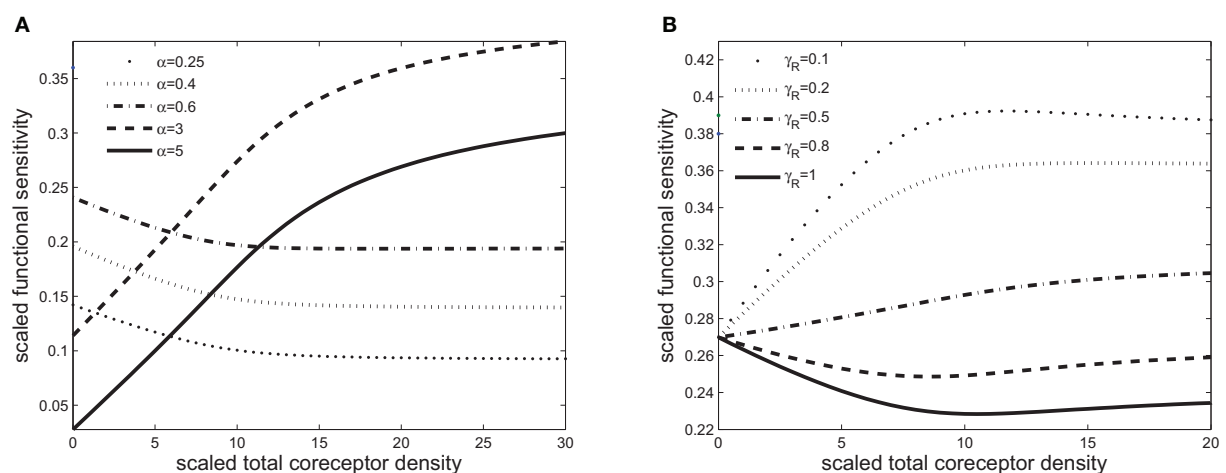 A
scaled functional sensitivity
0.35
0.3
0.25
0.2
0.15
0.1
0.05
α=0.25
α=0.4
α=0.6
α=3
α=5
0 5 10 15 20 25 30
scaled total coreceptor density
B
scaled functional sensitivity
0.42
0.4
0.38
0.36
0.34
0.32
0.3
0.28
0.26
0.24
0.22
γR=0.1
γR=0.2
γR=0.5
γR=0.8
γR=1
0 5 10 15 20
scaled total coreceptor density